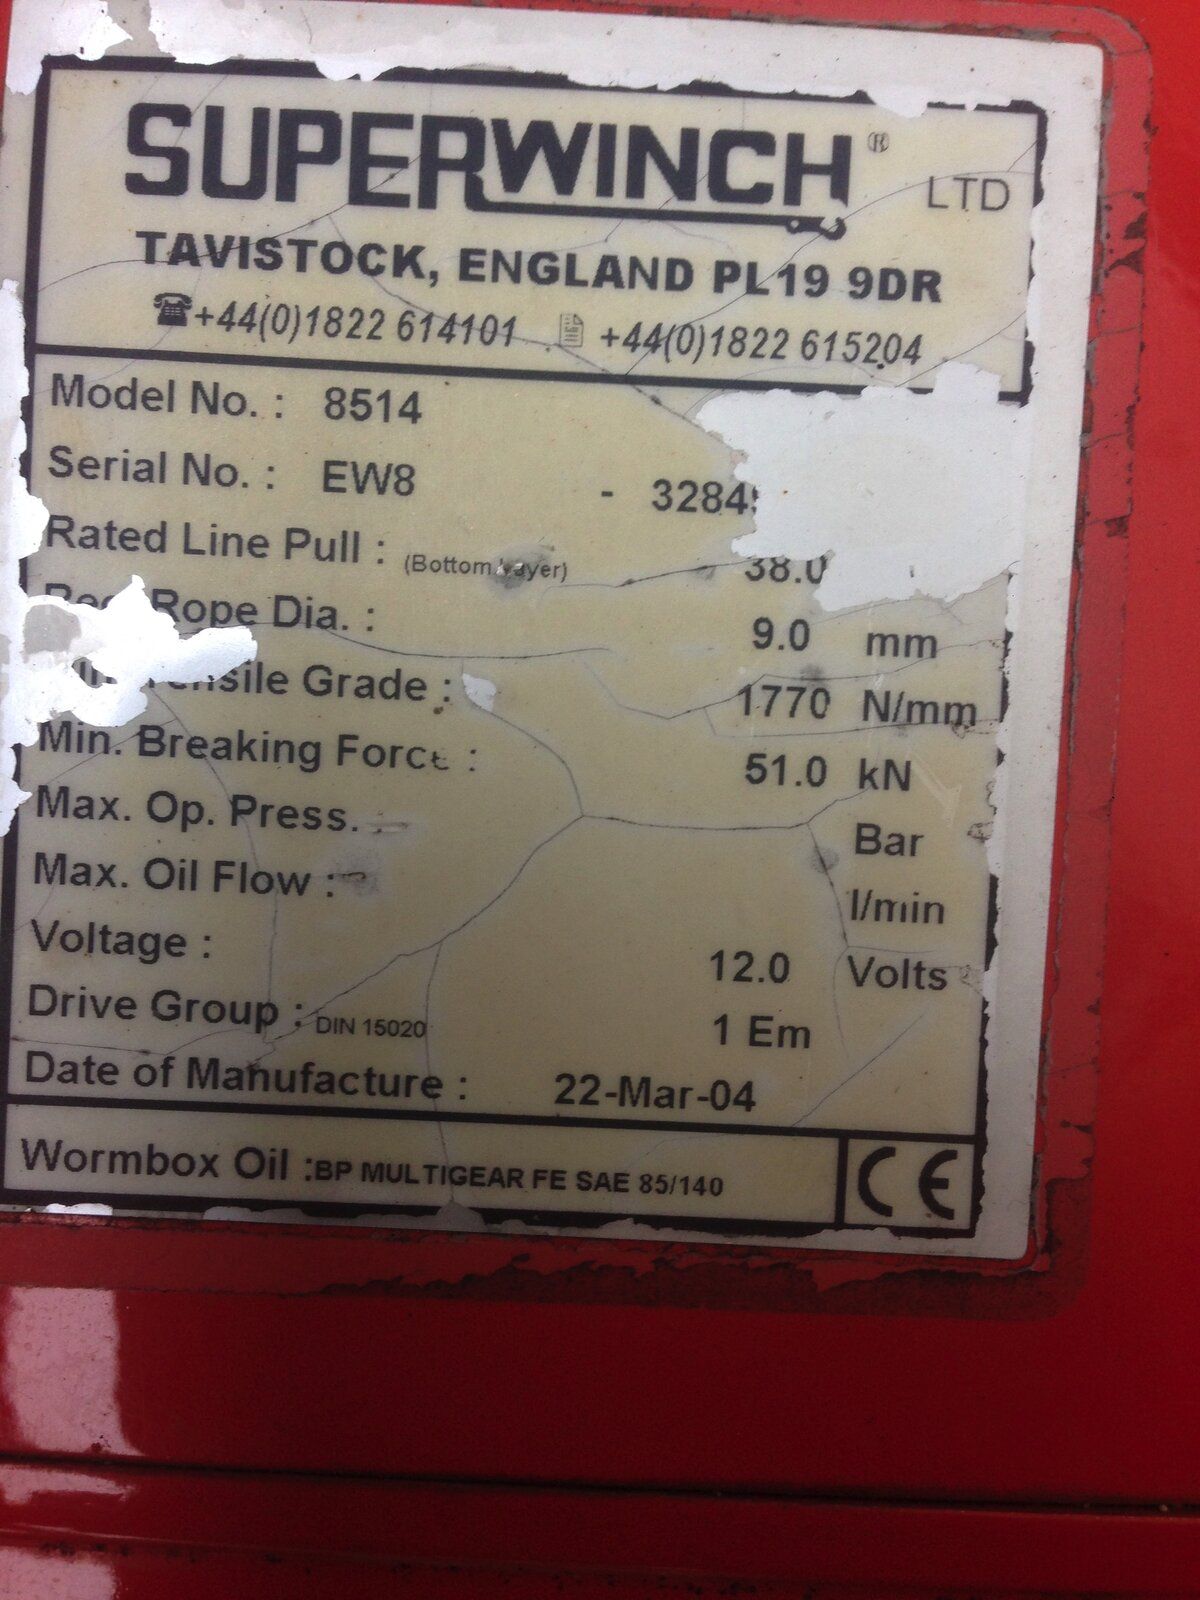 SUPERWINCH ® LTD
TAVISTOCK, ENGLAND PL19 9DR
+44(0)1822 614101 +44(0)1822 615204
Model No. : 8514
Serial No. : EW8 - 3284
Rated Line Pull : (Bottom Layer) 38.0
Rope Dia. : 9.0 mm
Tensile Grade : 1770 N/mm
Min. Breaking Force : 51.0 kN
Max. Op. Press. : Bar
Max. Oil Flow : l/min
Voltage : 12.0 Volts
Drive Group : DIN 15020 1 Em
Date of Manufacture : 22-Mar-04
Wormbox Oil :BP MULTIGEAR FE SAE 85/140 CE